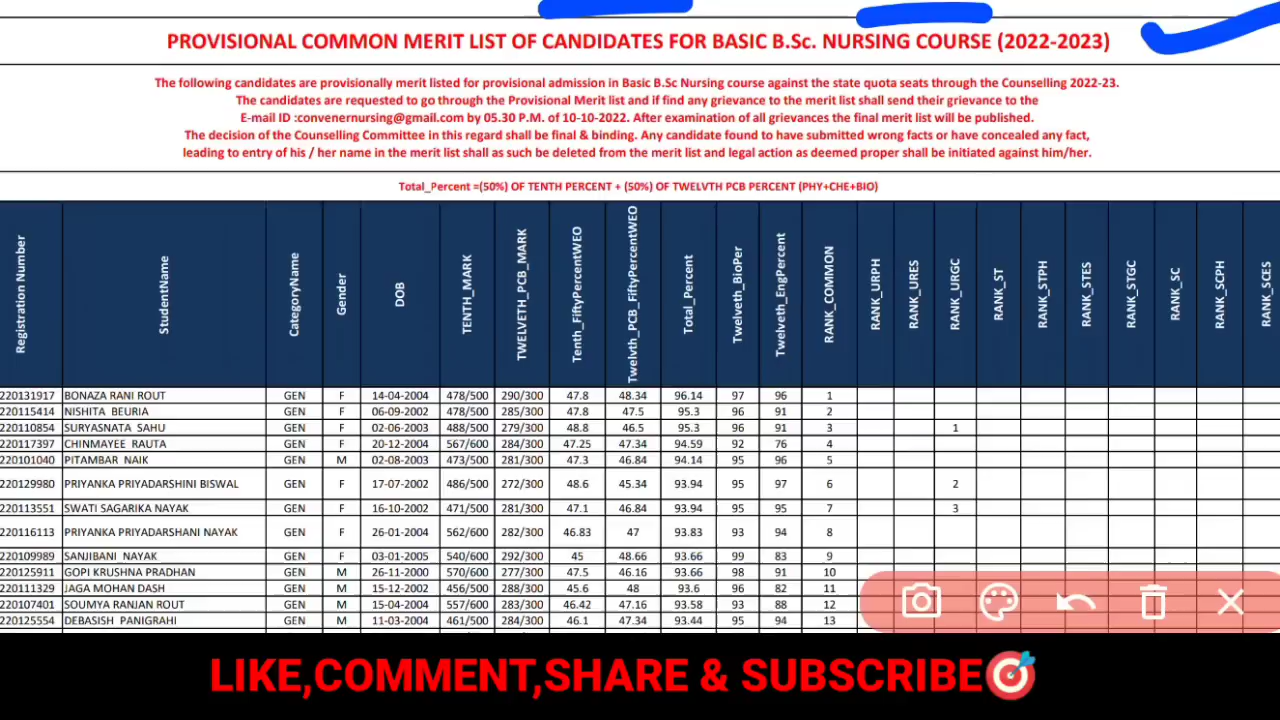 PROVISIONAL COMMON MERIT LIST OF CANDIDATES FOR BASIC B.Sc. NURSING COURSE (2022-2023)
The following candidates are provisionally merit listed for provisional admission in Basic B.Sc Nursing course against the state quota seats through the Counselling 2022-23.
The candidates are requested to go through the Provisional Merit list and if find any grievance to the merit list shall send their grievance to the
E-mail ID :convenernursing@gmail.com by 05.30 P.M. of 10-10-2022. After examination of all grievances the final merit list will be published.
The decision of the Counselling Committee in this regard shall be final & binding. Any candidate found to have submitted wrong facts or have concealed any fact,
leading to entry of his / her name in the merit list shall as such be deleted from the merit list and legal action as deemed proper shall be initiated against him/her.
Total_Percent =(50%) OF TENTH PERCENT + (50%) OF TWELVTH PCB PERCENT (PHY+CHE+BIO)
Registration Number StudentName CategoryName Gender DOB TENTH_MARK TWELVETH_PCB_MARK Tenth_FiftyPercentWEO Twelvth_PCB_FiftyPercentWEO Total_Percent Twelveth_BioPer Twelveth_EngPercent RANK_COMMON RANK_URPH RANK_URES RANK_URGC RANK_ST RANK_STPH RANK_STES RANK_STGC RANK_SC RANK_SCPH RANK_SCES
220131917 BONAZA RANI ROUT GEN F 14-04-2004 478/500 290/300 47.8 48.34 96.14 97 96 1
220115414 NISHITA BEURIA GEN F 06-09-2002 478/500 285/300 47.8 47.5 95.3 96 91 2
220110854 SURYASNATA SAHU GEN F 02-06-2003 488/500 279/300 48.8 46.5 95.3 96 91 3 1
220117397 CHINMAYEE RAUTA GEN F 20-12-2004 567/600 284/300 47.25 47.34 94.59 92 76 4
220101040 PITAMBAR NAIK GEN M 02-08-2003 473/500 281/300 47.3 46.84 94.14 95 96 5
220129980 PRIYANKA PRIYADARSHINI BISWAL GEN F 17-07-2002 486/500 272/300 48.6 45.34 93.94 95 97 6 2
220113551 SWATI SAGARIKA NAYAK GEN F 16-10-2002 471/500 281/300 47.1 46.84 93.94 95 95 7 3
220116113 PRIYANKA PRIYADARSHANI NAYAK GEN F 26-01-2004 562/600 282/300 46.83 47 93.83 93 94 8
220109989 SANJIBANI NAYAK GEN F 03-01-2005 540/600 292/300 45 48.66 93.66 99 83 9
220125911 GOPI KRUSHNA PRADHAN GEN M 26-11-2000 570/600 277/300 47.5 46.16 93.66 98 91 10
220111329 JAGA MOHAN DASH GEN M 15-12-2002 456/500 288/300 45.6 48 93.6 96 82 11
220107401 SOUMYA RANJAN ROUT GEN M 15-04-2004 557/600 283/300 46.42 47.16 93.58 93 88 12
220125554 DEBASISH PANIGRAHI GEN M 11-03-2004 461/500 284/300 46.1 47.34 93.44 95 94 13
LIKE,COMMENT,SHARE & SUBSCRIBE